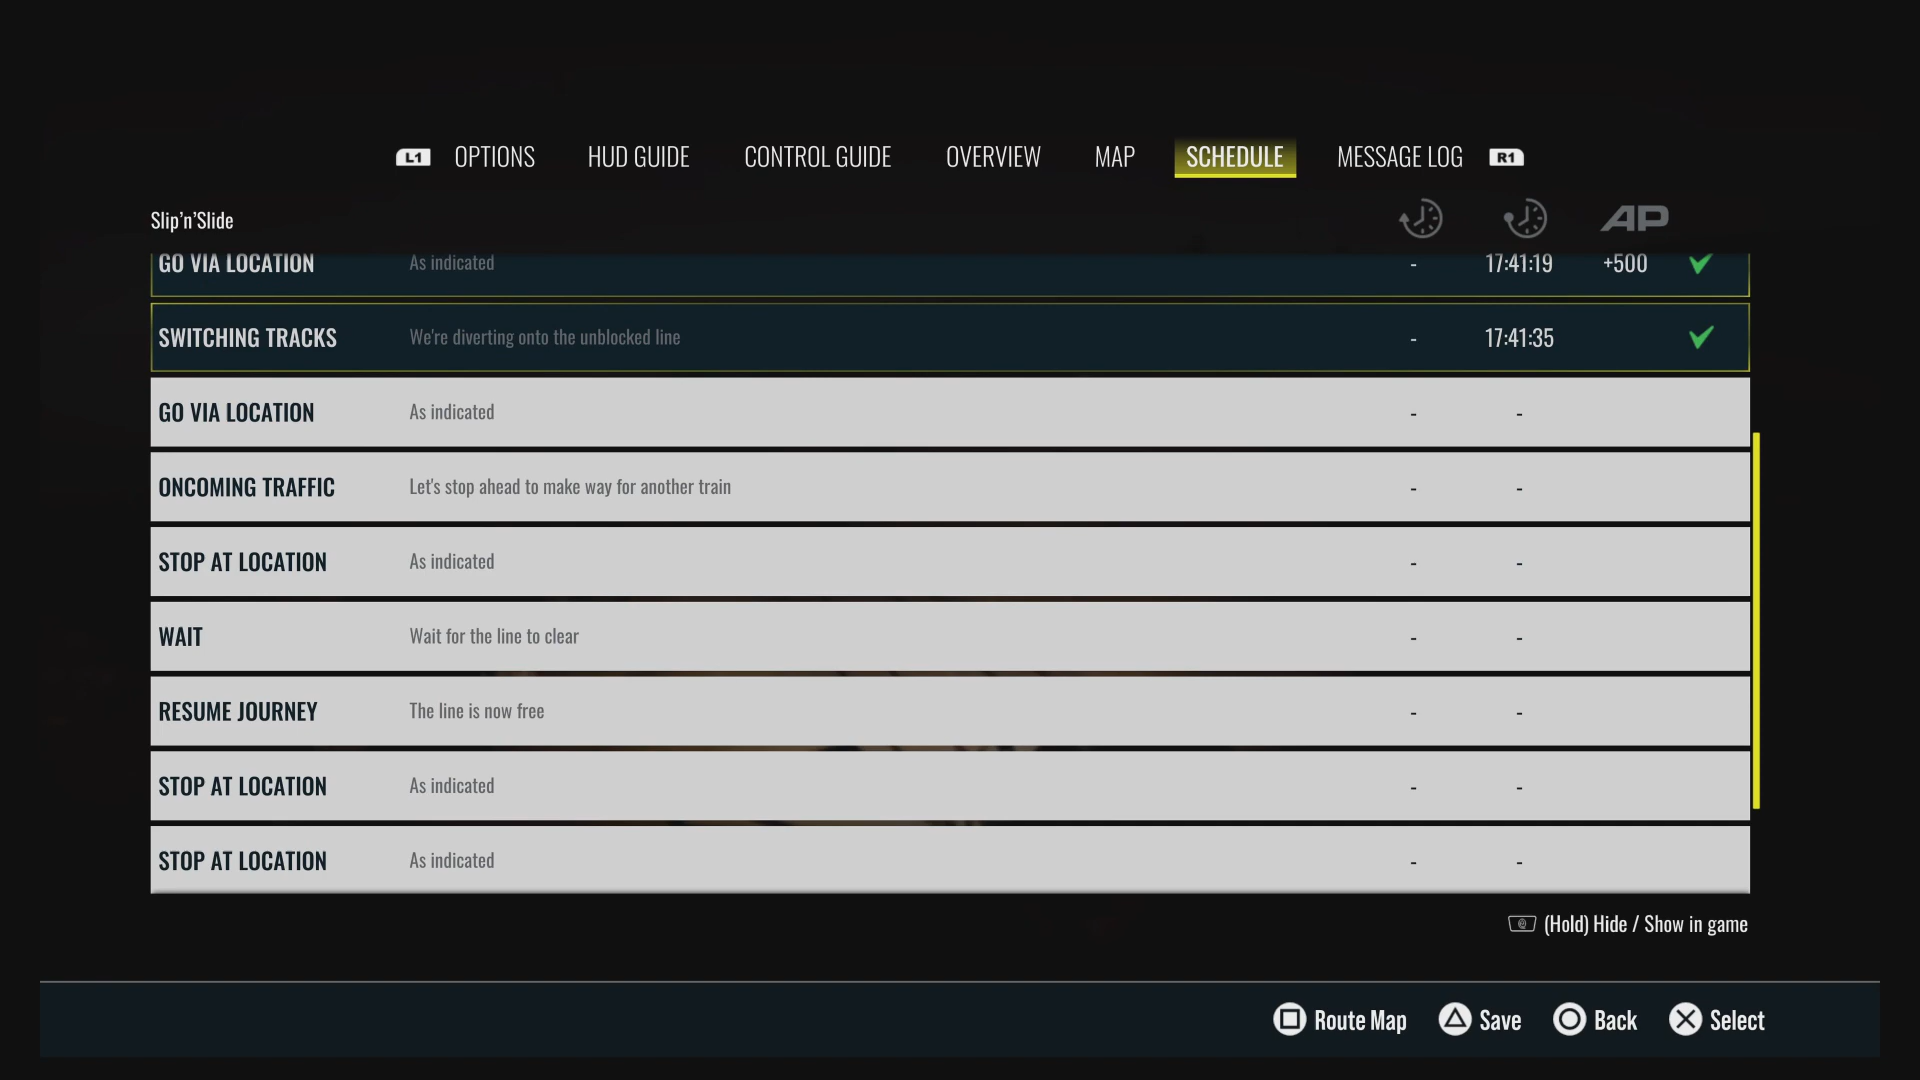 L1 OPTIONS HUD GUIDE CONTROL GUIDE OVERVIEW MAP SCHEDULE MESSAGE LOG R1
Slip'n'Slide AP
GO VIA LOCATION As indicated - 17:41:19 +500
SWITCHING TRACKS We're diverting onto the unblocked line - 17:41:35
GO VIA LOCATION As indicated - -
ONCOMING TRAFFIC Let's stop ahead to make way for another train - -
STOP AT LOCATION As indicated - -
WAIT Wait for the line to clear - -
RESUME JOURNEY The line is now free - -
STOP AT LOCATION As indicated - -
STOP AT LOCATION As indicated - -
(Hold) Hide / Show in game
Route Map Save Back Select